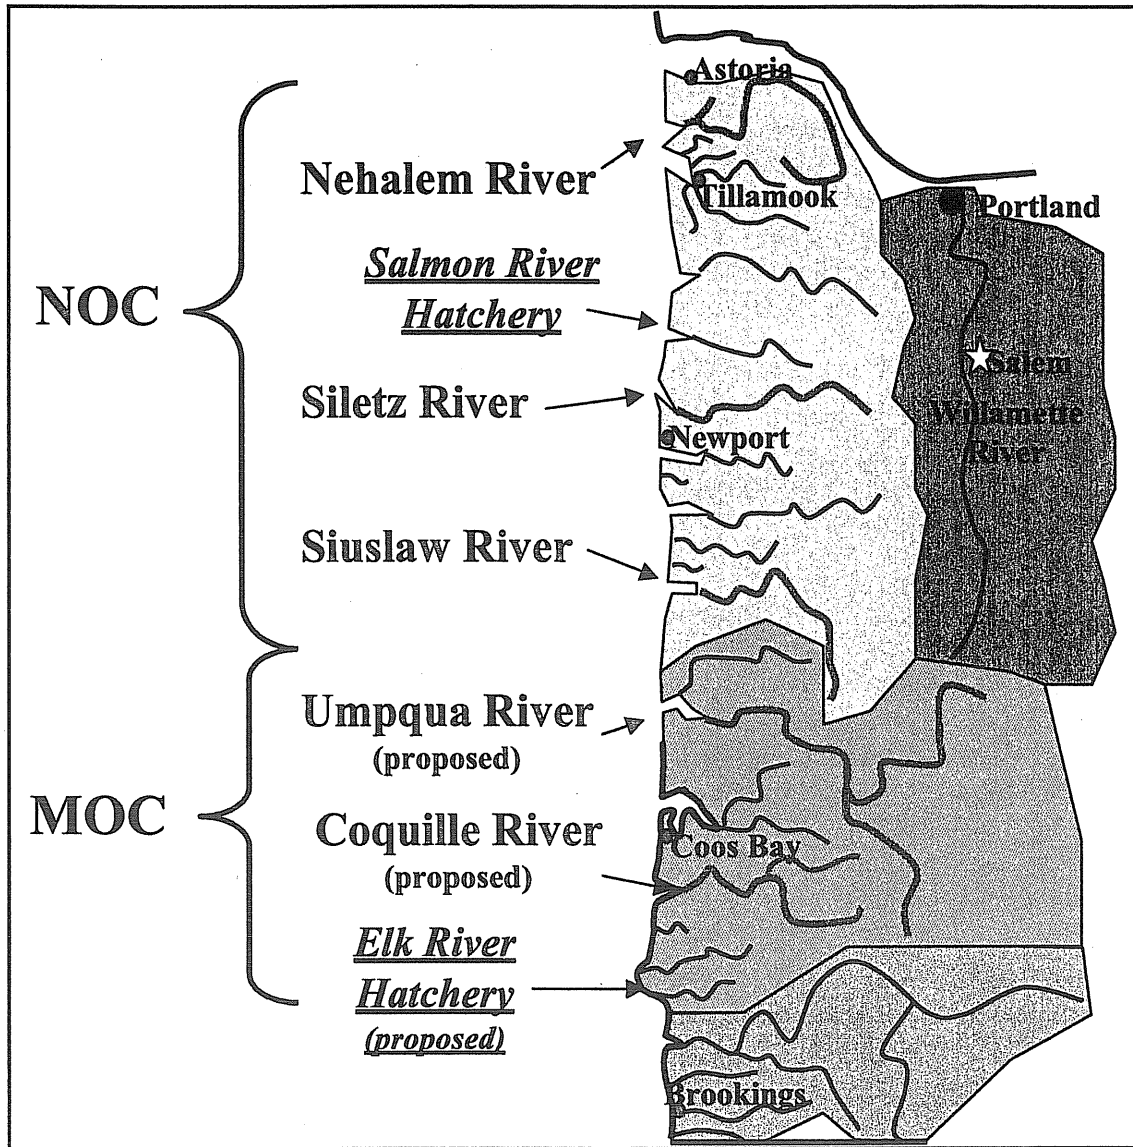 Astoria
Nehalem River
Tillamook
Portland
Salmon River
Hatchery
NOC
Salem
Siletz River
Willamette
River
Newport
Siuslaw River
Umpqua River
(proposed)
MOC
Coquille River
(proposed)
Coos Bay
Elk River
Hatchery
(proposed)
Brookings